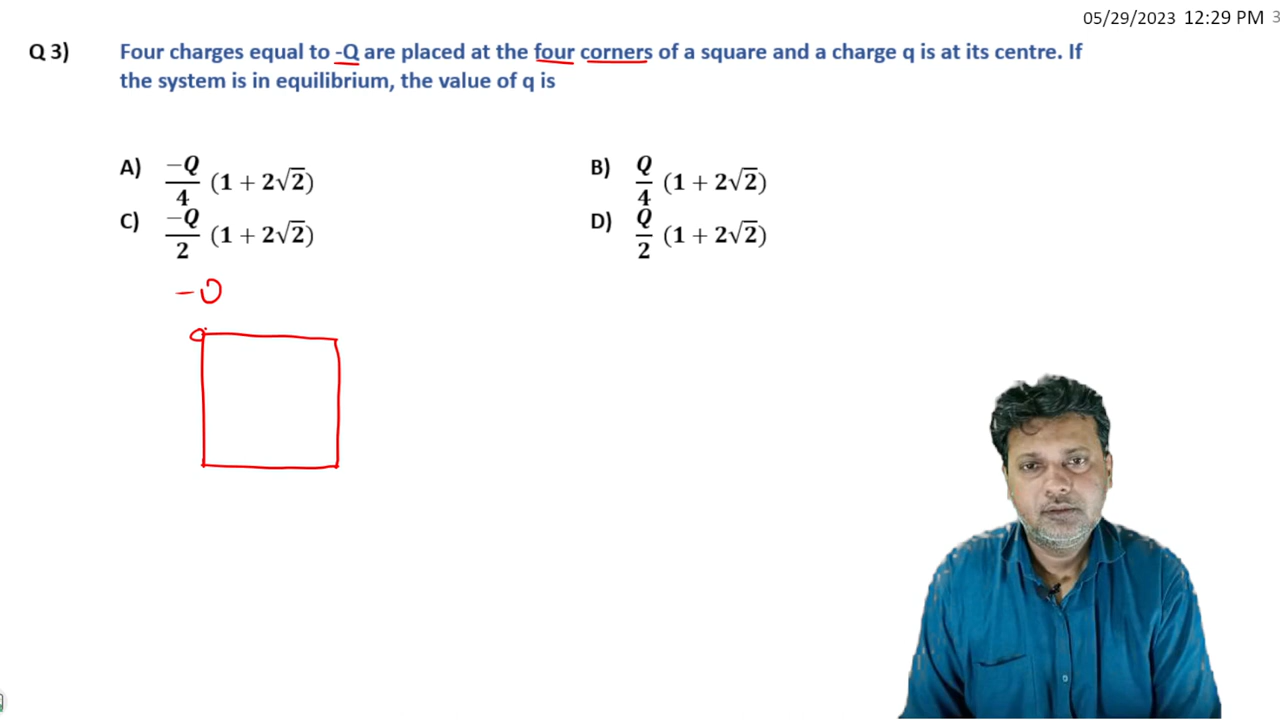 05/29/2023 12:29 PM 3
Q 3) Four charges equal to -Q are placed at the four corners of a square and a charge q is at its centre. If
the system is in equilibrium, the value of q is
A) −Q/4 (1 + 2√2) B) Q/4 (1 + 2√2)
C) −Q/2 (1 + 2√2) D) Q/2 (1 + 2√2)
−Q